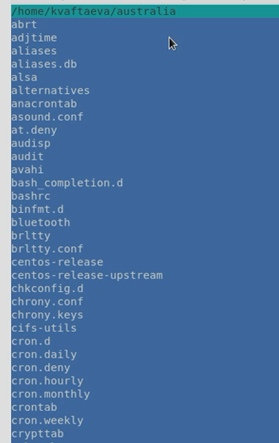 /home/kvaftaeva/australia
abrt
adjtime
aliases
aliases.db
alsa
alternatives
anacrontab
asound.conf
at.deny
audisp
audit
avahi
bash_completion.d
bashrc
binfmt.d
bluetooth
brltty
brltty.conf
centos-release
centos-release-upstream
chkconfig.d
chrony.conf
chrony.keys
cifs-utils
cron.d
cron.daily
cron.deny
cron.hourly
cron.monthly
crontab
cron.weekly
crypttab